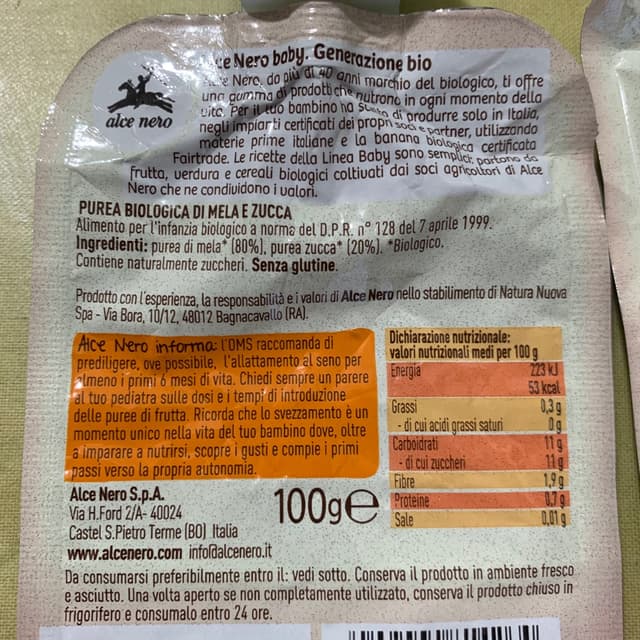 alce nero
Alce Nero baby. Generazione bio
Alce Nero, da più di 40 anni marchio del biologico, ti offre
una gamma di prodotti che nutrono in ogni momento della
vita. Per il tuo bambino ha scelto di produrre solo in Italia,
negli impianti certificati dei propri soci e partner, utilizzando
materie prime italiane e la banana biologica certificata
Fairtrade. Le ricette della Linea Baby sono semplici: partono da
frutta, verdura e cereali biologici coltivati dai soci agricoltori di Alce
Nero che ne condividono i valori.
PUREA BIOLOGICA DI MELA E ZUCCA
Alimento per l'infanzia biologico a norma del D.P.R. n° 128 del 7 aprile 1999.
Ingredienti: purea di mela* (80%), purea zucca* (20%). *Biologico.
Contiene naturalmente zuccheri. Senza glutine.
Prodotto con l'esperienza, la responsabilità e i valori di Alce Nero nello stabilimento di Natura Nuova
Spa - Via Bora, 10/12, 48012 Bagnacavallo (RA).
Alce Nero informa: l'OMS raccomanda di
prediligere, ove possibile, l'allattamento al seno per
almeno i primi 6 mesi di vita. Chiedi sempre un parere
al tuo pediatra sulle dosi e i tempi di introduzione
delle puree di frutta. Ricorda che lo svezzamento è un
momento unico nella vita del tuo bambino dove, oltre
a imparare a nutrirsi, scopre i gusti e compie i primi
passi verso la propria autonomia.
Dichiarazione nutrizionale:
valori nutrizionali medi per 100 g
Energia 223 kJ
53 kcal
Grassi 0,3 g
- di cui acidi grassi saturi 0 g
Carboidrati 11 g
- di cui zuccheri 11 g
Fibre 1,9 g
Proteine 0,7 g
Sale 0,01 g
Alce Nero S.p.A.
Via H.Ford 2/A- 40024
Castel S.Pietro Terme (BO) Italia
www.alcenero.com info@alcenero.it
100g℮
Da consumarsi preferibilmente entro il: vedi sotto. Conserva il prodotto in ambiente fresco
e asciutto. Una volta aperto se non completamente utilizzato, conserva il prodotto chiuso in
frigorifero e consumalo entro 24 ore.